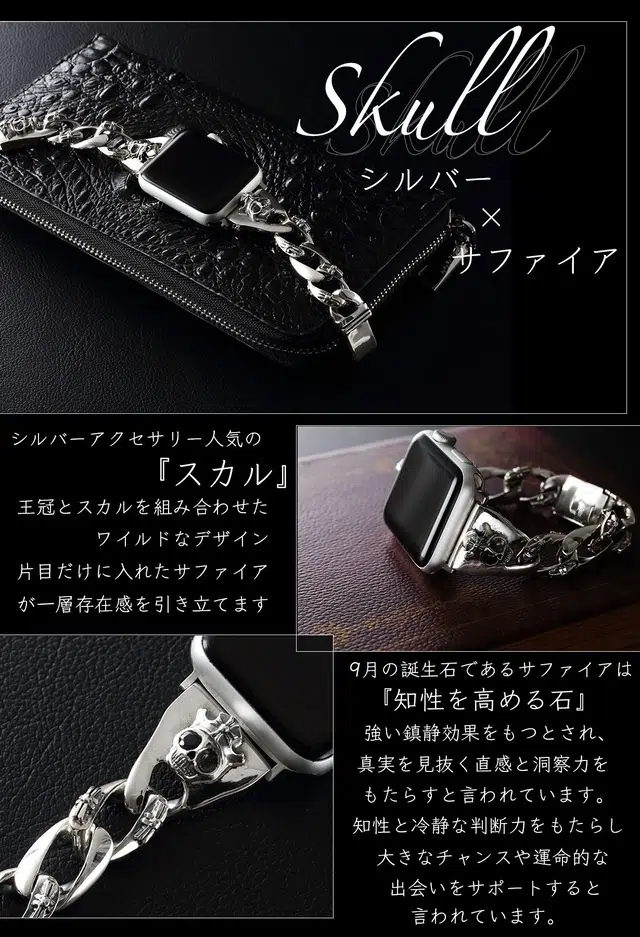 Skull
シルバー
×
サファイア
シルバーアクセサリー人気の
『スカル』
王冠とスカルを組み合わせた
ワイルドなデザイン
片目だけに入れたサファイア
が一層存在感を引き立てます
9月の誕生石であるサファイアは
『知性を高める石』
強い鎮静効果をもつとされ、
真実を見抜く直感と洞察力を
もたらすと言われています。
知性と冷静な判断力をもたらし
大きなチャンスや運命的な
出会いをサポートすると
言われています。